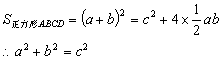 S正方形ABCD = (a+b)² = c² + 4×½ab
∴ a² + b² = c²